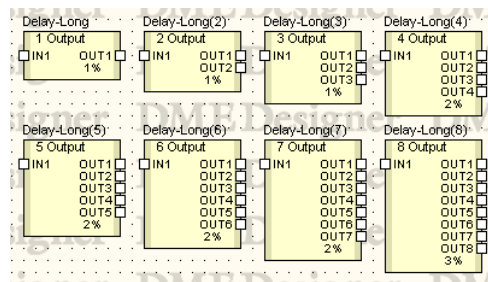 Delay-Long
Delay-Long(2)
Delay-Long(3)
Delay-Long(4)
1 Output
IN1 OUT1
1%
2 Output
IN1 OUT1
OUT2
1%
3 Output
IN1 OUT1
OUT2
OUT3
1%
4 Output
IN1 OUT1
OUT2
OUT3
OUT4
2%
Delay-Long(5)
Delay-Long(6)
Delay-Long(7)
Delay-Long(8)
5 Output
IN1 OUT1
OUT2
OUT3
OUT4
OUT5
2%
6 Output
IN1 OUT1
OUT2
OUT3
OUT4
OUT5
OUT6
2%
7 Output
IN1 OUT1
OUT2
OUT3
OUT4
OUT5
OUT6
OUT7
2%
8 Output
IN1 OUT1
OUT2
OUT3
OUT4
OUT5
OUT6
OUT7
OUT8
3%
DME Designer